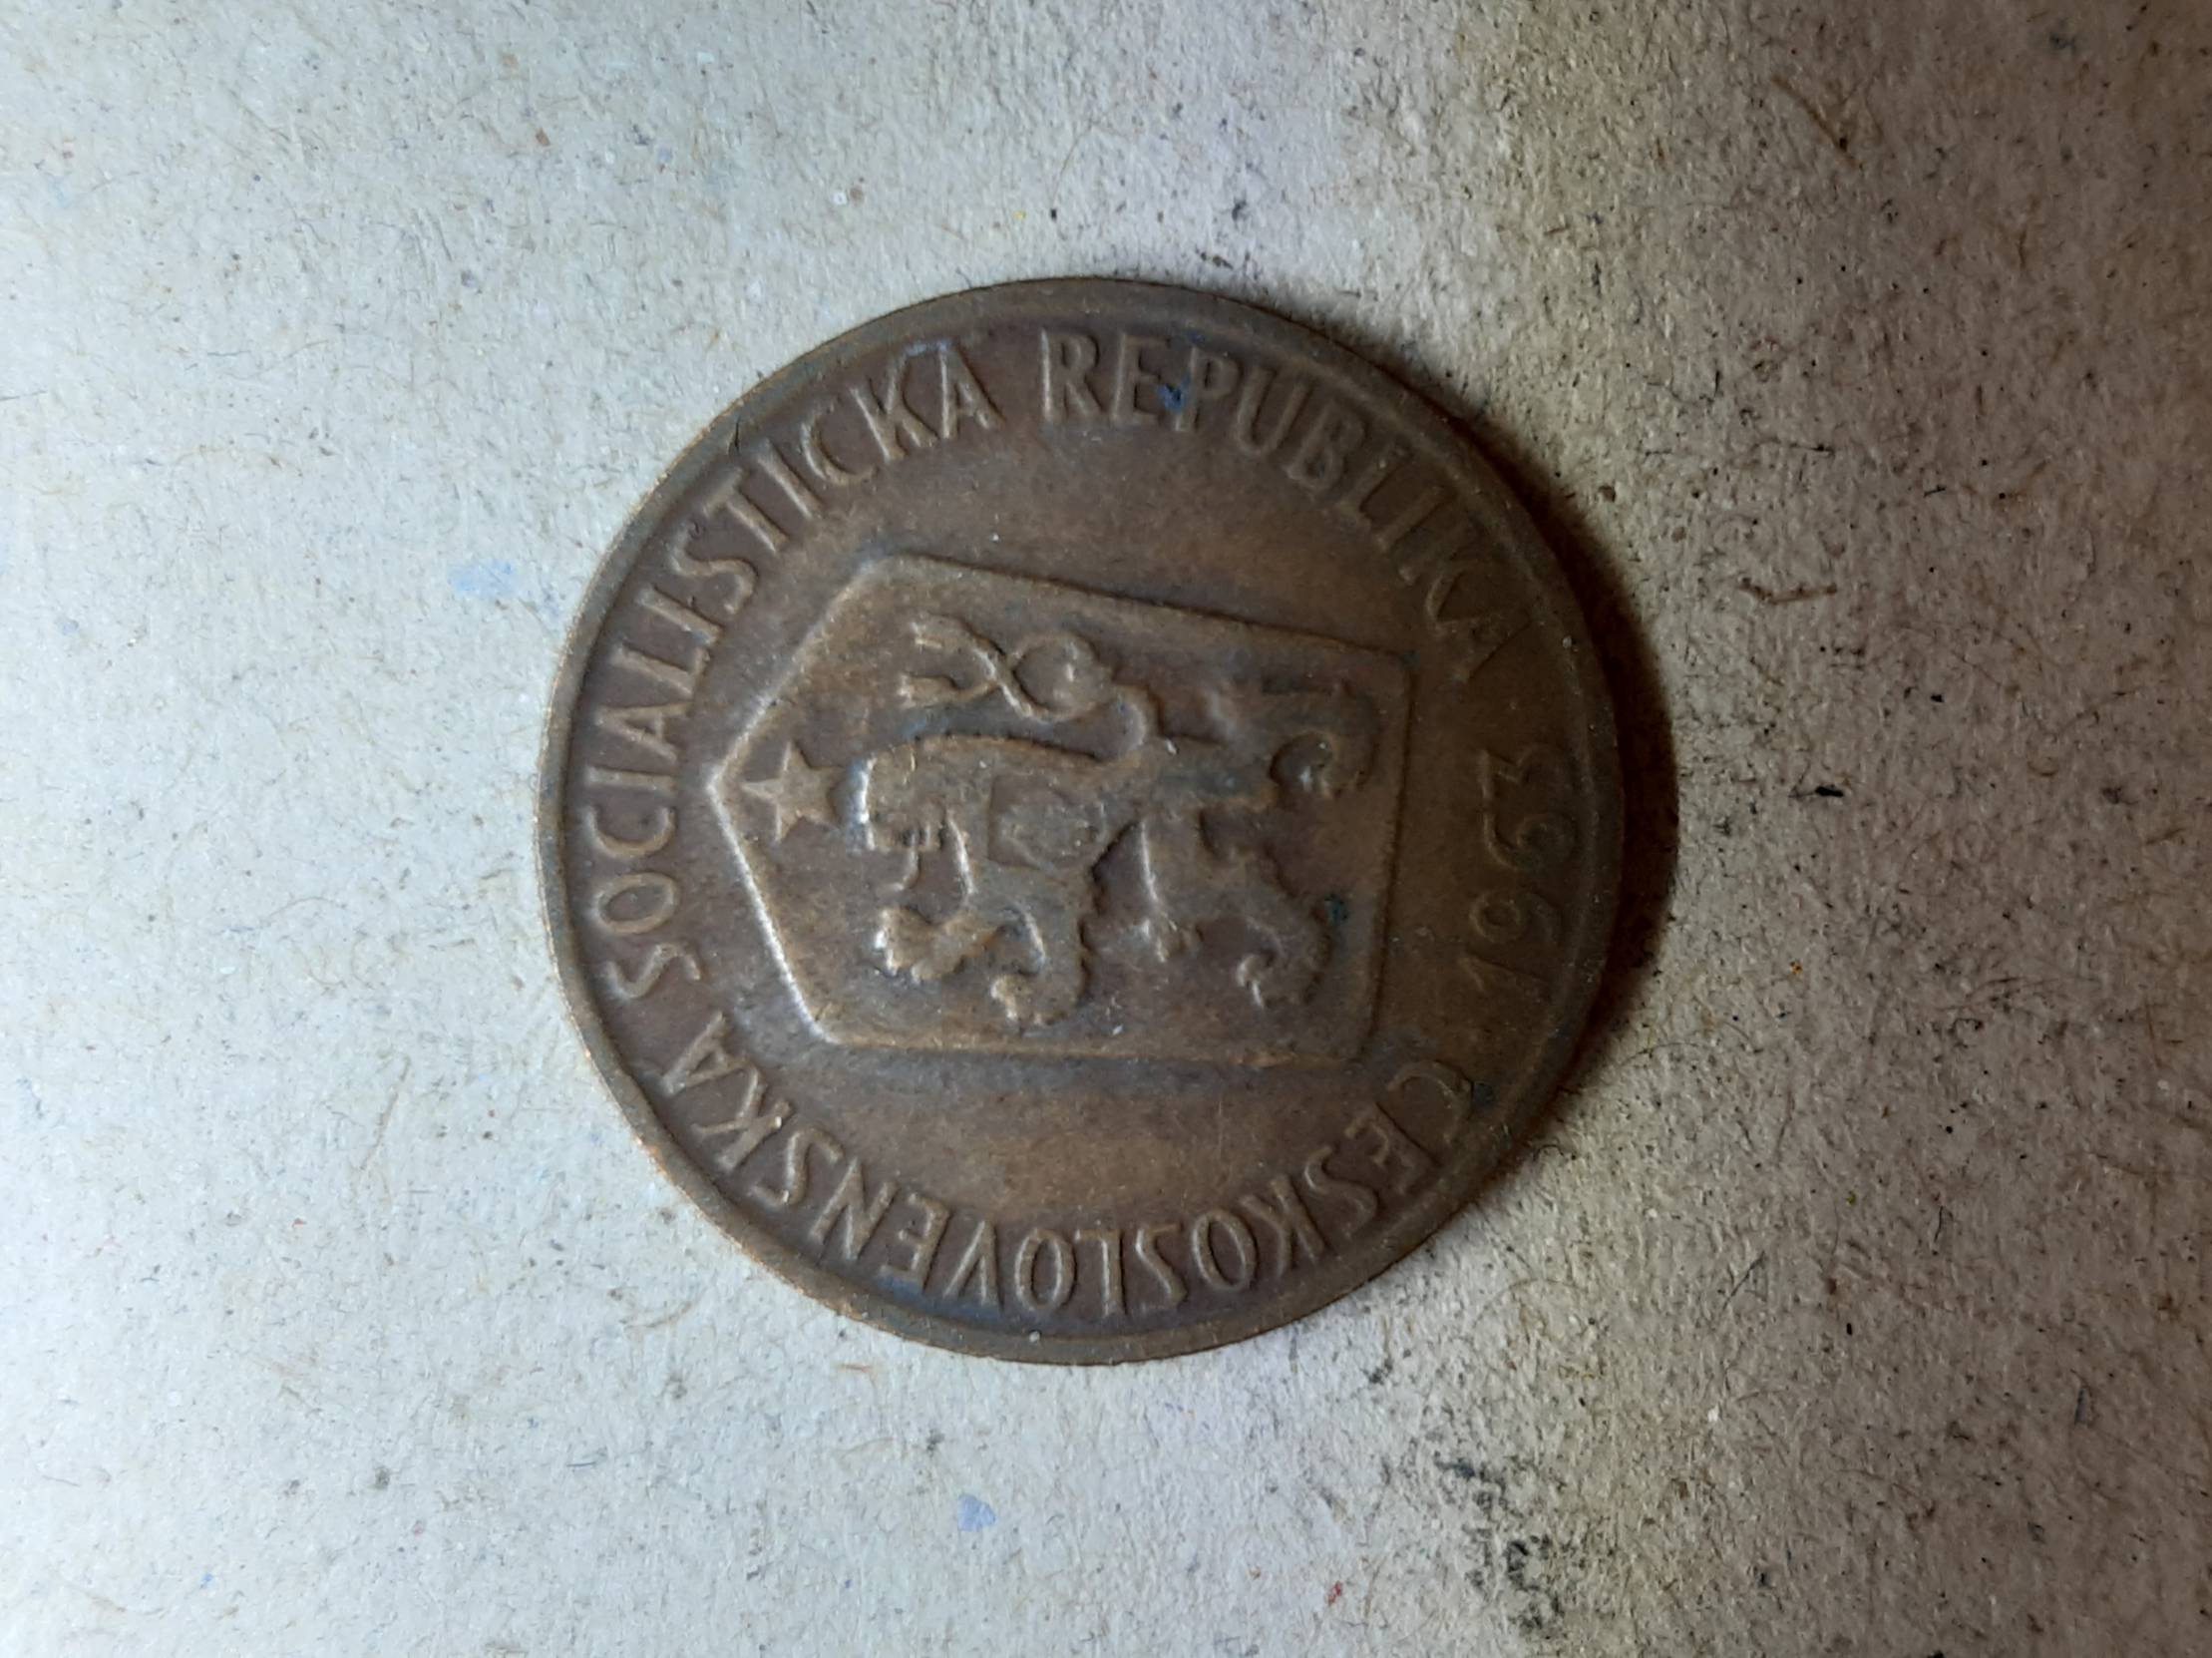 ČESKOSLOVENSKÁ SOCIALISTICKÁ REPUBLIKA
1963